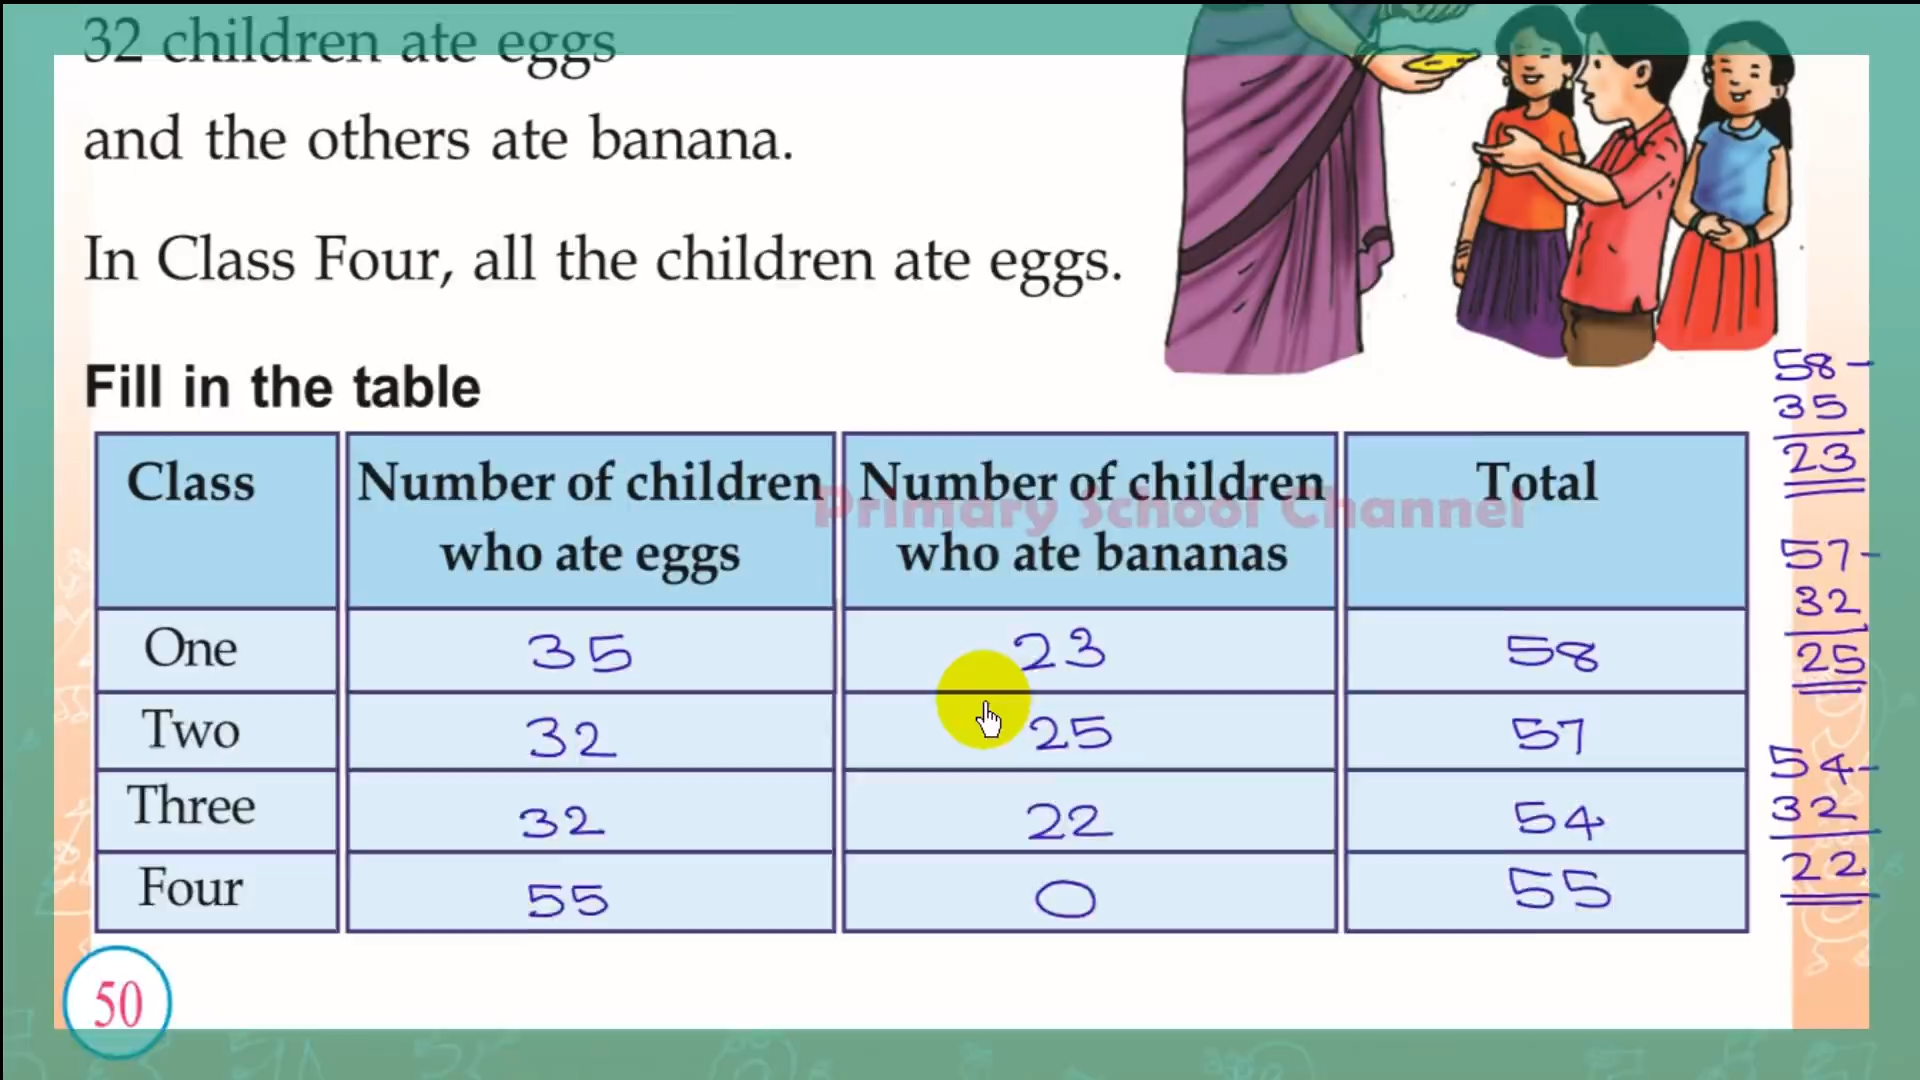 32 children ate eggs
and the others ate banana.
In Class Four, all the children ate eggs.
Fill in the table
Class Number of children who ate eggs Number of children who ate bananas Total
Primary School Channel
One 35 23 58
Two 32 25 57
Three 32 22 54
Four 55 0 55
58 -
35
23
57 -
32
25
54 -
32
22
50